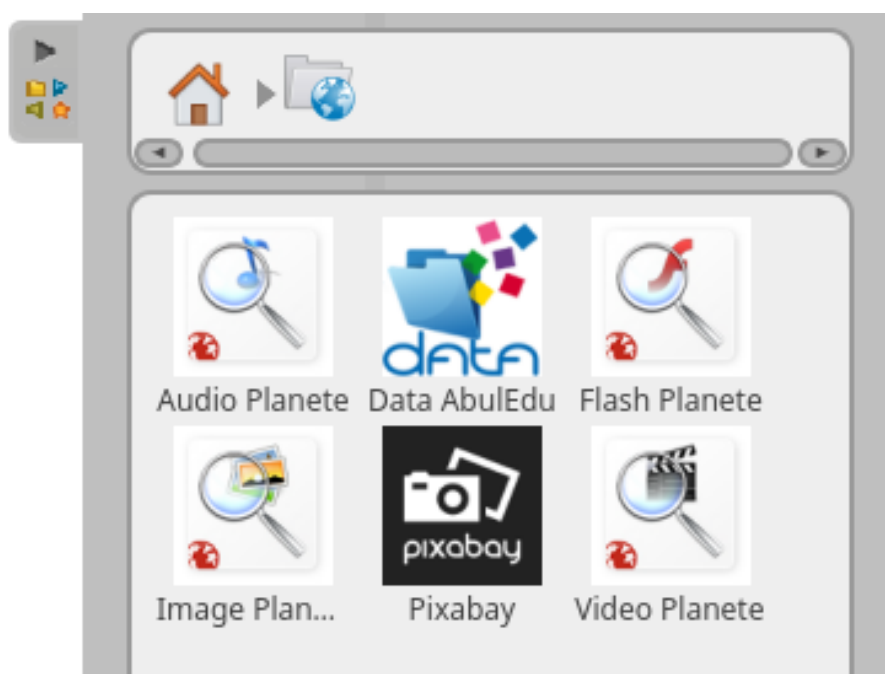 data
Audio Planete
Data AbulEdu
Flash Planete
pixabay
Image Plan...
Pixabay
Video Planete